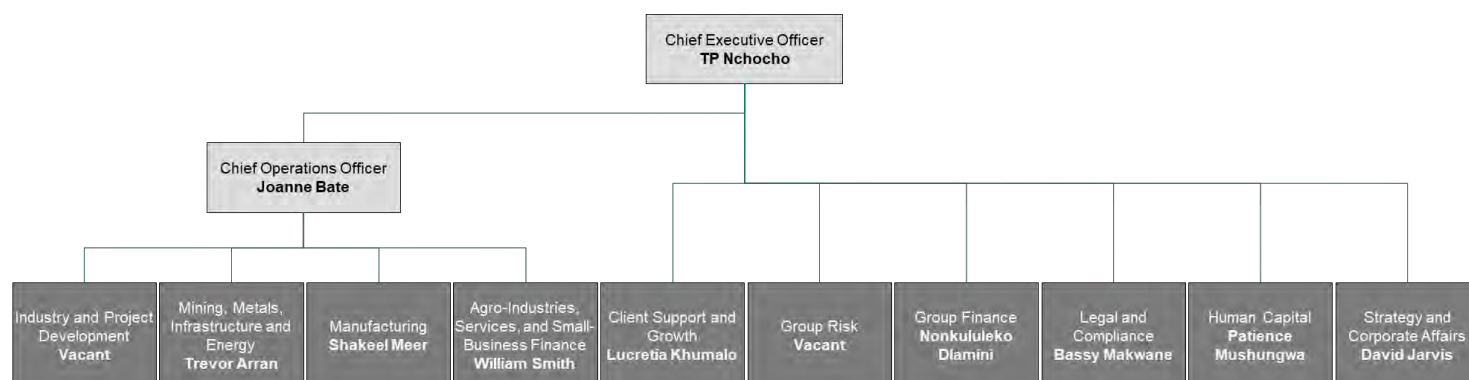 Chief Executive Officer
TP Nchocho
Chief Operations Officer
Joanne Bate
Industry and Project
Development
Vacant
Mining, Metals,
Infrastructure and
Energy
Trevor Arran
Manufacturing
Shakeel Meer
Agro-Industries,
Services, and Small-
Business Finance
William Smith
Client Support and
Growth
Lucretia Khumalo
Group Risk
Vacant
Group Finance
Nonkululeko
Dlamini
Legal and
Compliance
Bassy Makwane
Human Capital
Patience
Mushungwa
Strategy and
Corporate Affairs
David Jarvis